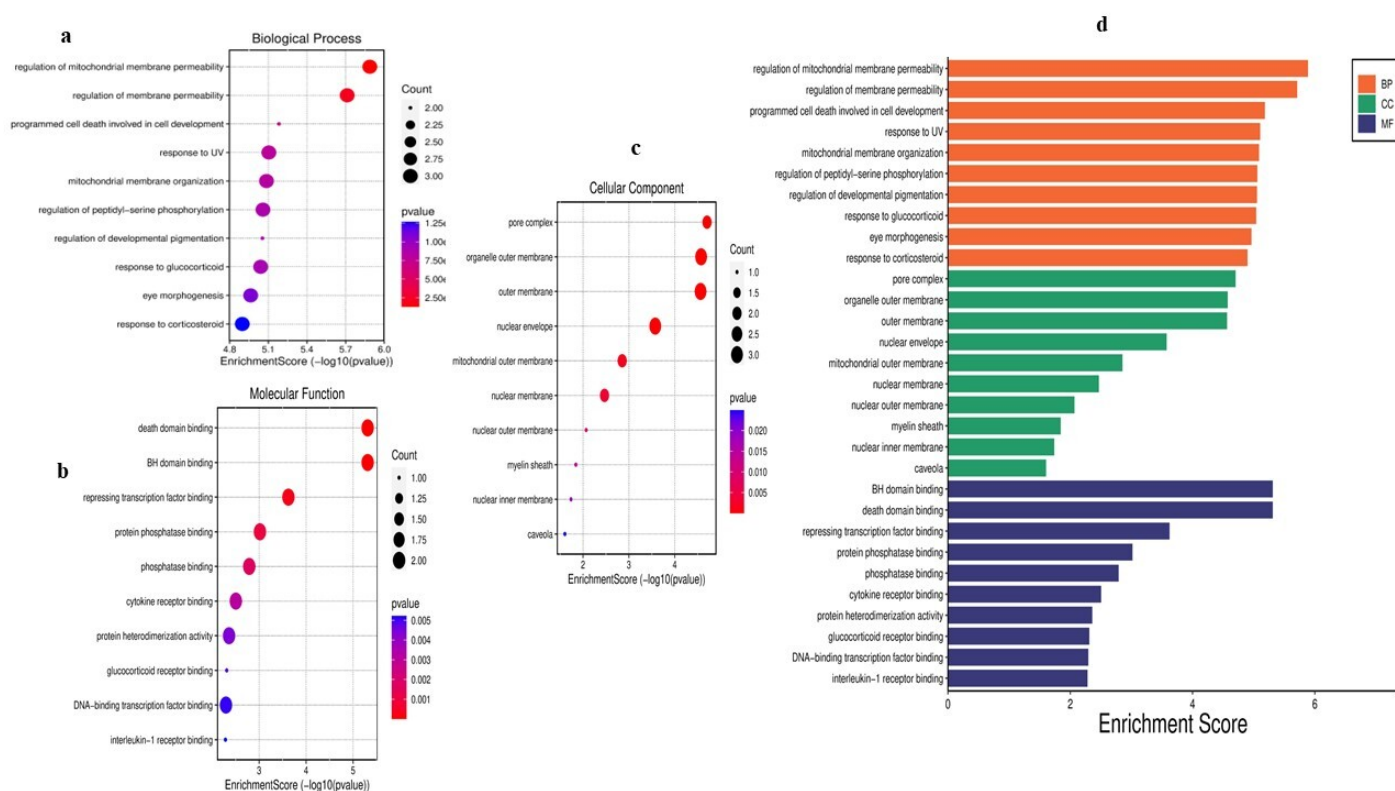 a
Biological Process
regulation of mitochondrial membrane permeability
regulation of membrane permeability
programmed cell death involved in cell development
response to UV
mitochondrial membrane organization
regulation of peptidyl-serine phosphorylation
regulation of developmental pigmentation
response to glucocorticoid
eye morphogenesis
response to corticosteroid
4.8 5.1 5.4 5.7 6.0
EnrichmentScore (-log10(pvalue))
Count
2.00
2.25
2.50
2.75
3.00
pvalue
1.25e
1.00e
7.50e
5.00e
2.50e
b
Molecular Function
death domain binding
BH domain binding
repressing transcription factor binding
protein phosphatase binding
phosphatase binding
cytokine receptor binding
protein heterodimerization activity
glucocorticoid receptor binding
DNA-binding transcription factor binding
interleukin-1 receptor binding
3 4 5
EnrichmentScore (-log10(pvalue))
Count
1.00
1.25
1.50
1.75
2.00
pvalue
0.005
0.004
0.003
0.002
0.001
c
Cellular Component
pore complex
organelle outer membrane
outer membrane
nuclear envelope
mitochondrial outer membrane
nuclear membrane
nuclear outer membrane
myelin sheath
nuclear inner membrane
caveola
2 3 4
EnrichmentScore (-log10(pvalue))
Count
1.0
1.5
2.0
2.5
3.0
pvalue
0.020
0.015
0.010
0.005
d
regulation of mitochondrial membrane permeability
regulation of membrane permeability
programmed cell death involved in cell development
response to UV
mitochondrial membrane organization
regulation of peptidyl-serine phosphorylation
regulation of developmental pigmentation
response to glucocorticoid
eye morphogenesis
response to corticosteroid
pore complex
organelle outer membrane
outer membrane
nuclear envelope
mitochondrial outer membrane
nuclear membrane
nuclear outer membrane
myelin sheath
nuclear inner membrane
caveola
BH domain binding
death domain binding
repressing transcription factor binding
protein phosphatase binding
phosphatase binding
cytokine receptor binding
protein heterodimerization activity
glucocorticoid receptor binding
DNA-binding transcription factor binding
interleukin-1 receptor binding
0 2 4 6
Enrichment Score
BP
CC
MF